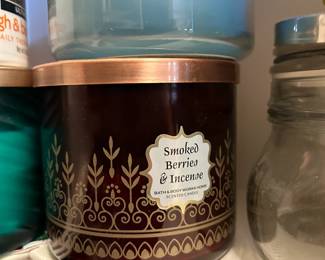 Smoked
Berries
& Incense
BATH & BODY WORKS HOME
SCENTED CANDLE